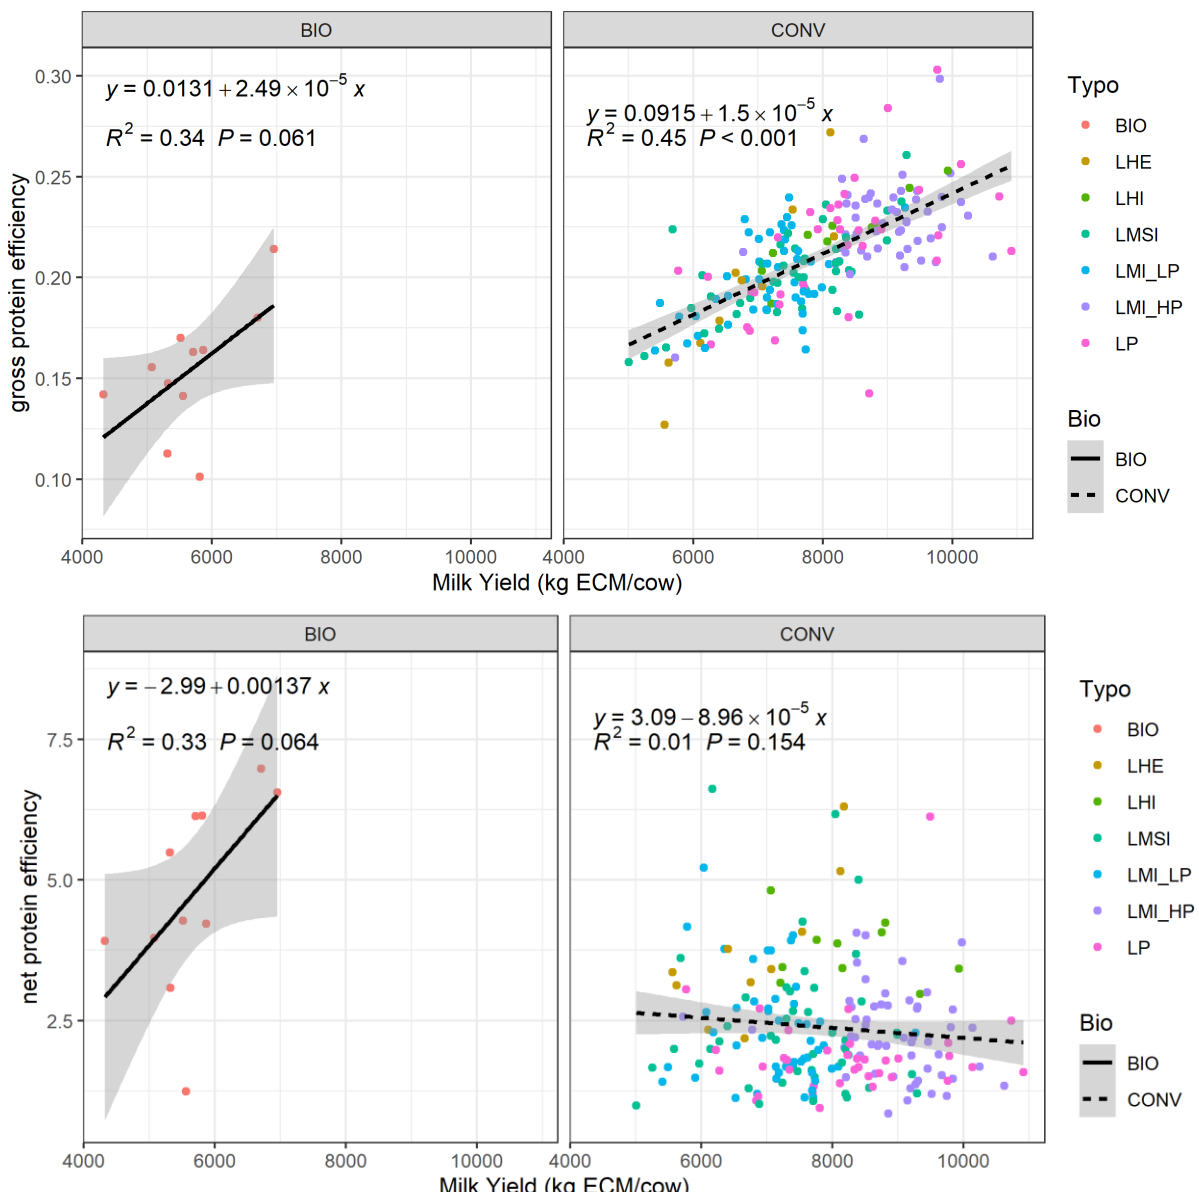 BIO
CONV
y = 0.0131 + 2.49 × 10⁻⁵ x
R² = 0.34 P = 0.061
y = 0.0915 + 1.5 × 10⁻⁵ x
R² = 0.45 P < 0.001
gross protein efficiency
0.30
0.25
0.20
0.15
0.10
4000
6000
8000
10000
4000
6000
8000
10000
Milk Yield (kg ECM/cow)
Typo
BIO
LHE
LHI
LMSI
LMI_LP
LMI_HP
LP
Bio
BIO
CONV
BIO
CONV
y = −2.99 + 0.00137 x
R² = 0.33 P = 0.064
y = 3.09 − 8.96 × 10⁻⁵ x
R² = 0.01 P = 0.154
net protein efficiency
7.5
5.0
2.5
4000
6000
8000
10000
4000
6000
8000
10000
Milk Yield (kg ECM/cow)
Typo
BIO
LHE
LHI
LMSI
LMI_LP
LMI_HP
LP
Bio
BIO
CONV